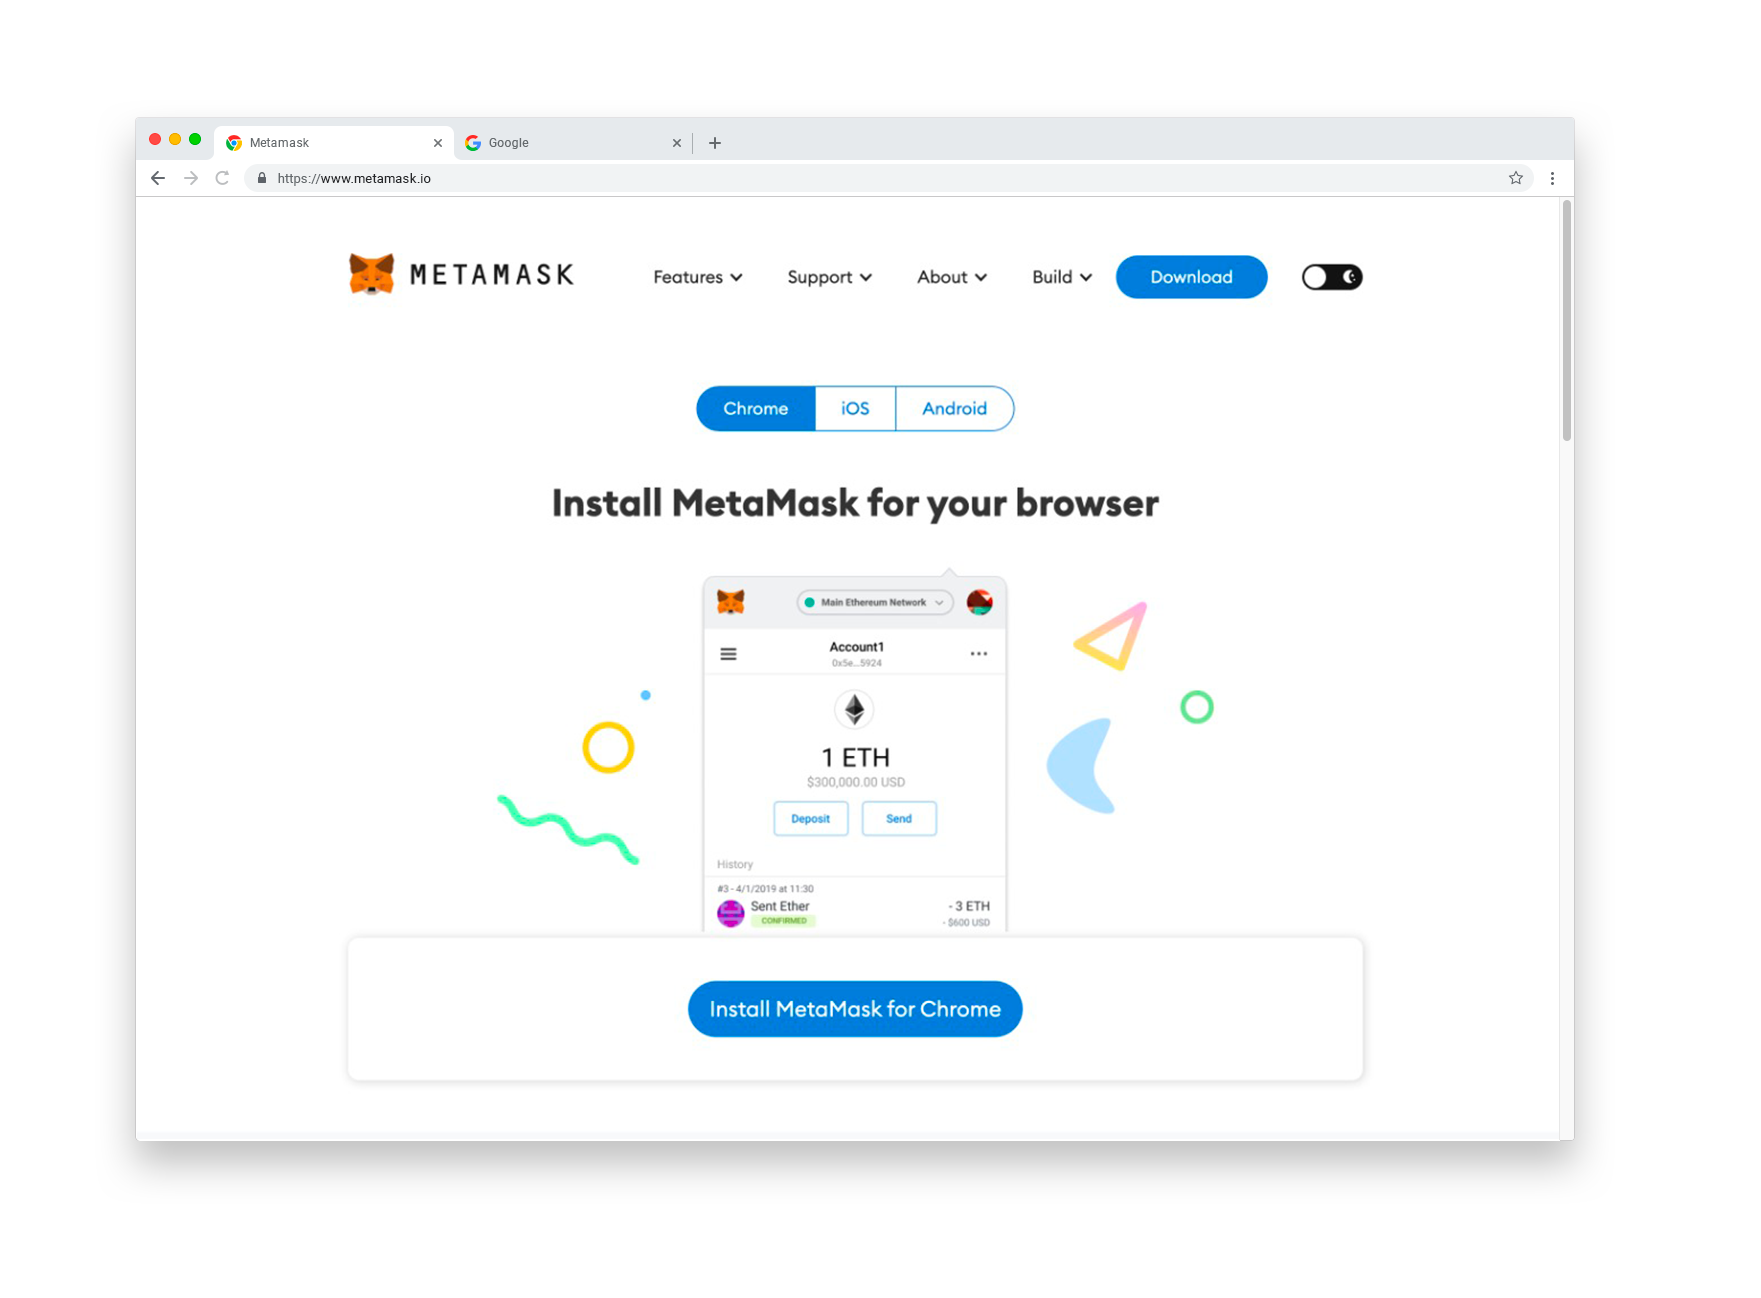 Metamask
Google
https://www.metamask.io
METAMASK
Features
Support
About
Build
Download
Chrome
iOS
Android
Install MetaMask for your browser
Main Ethereum Network
Account1
0x5e...5924
1 ETH
$300,000.00 USD
Deposit
Send
History
#3 - 4/1/2019 at 11:30
Sent Ether
- 3 ETH
CONFIRMED
- $600 USD
Install MetaMask for Chrome